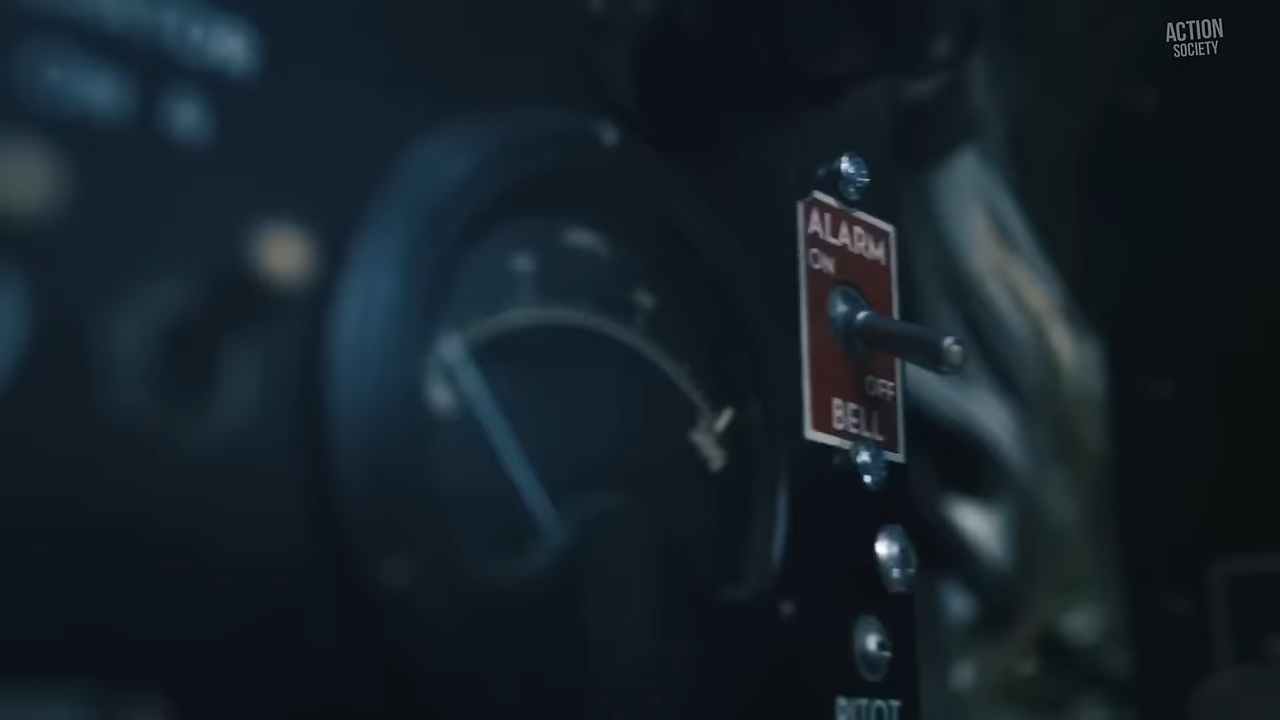 ACTION
SOCIETY
ALARM
ON
OFF
BELL
PITOT